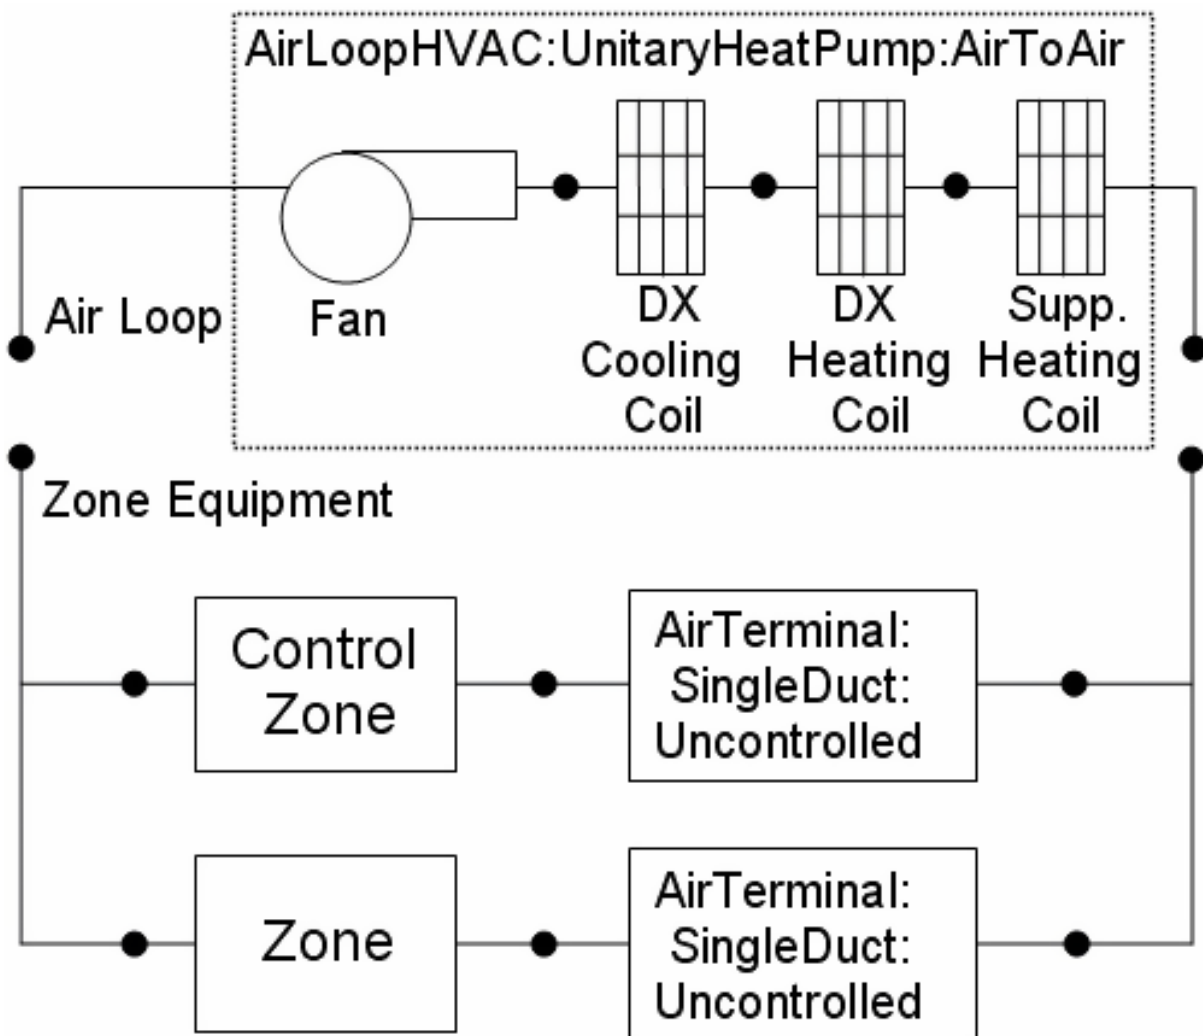 AirLoopHVAC:UnitaryHeatPump:AirToAir
Fan
DX
Cooling
Coil
DX
Heating
Coil
Supp.
Heating
Coil
Air Loop
Zone Equipment
Control
Zone
AirTerminal:
SingleDuct:
Uncontrolled
Zone
AirTerminal:
SingleDuct:
Uncontrolled